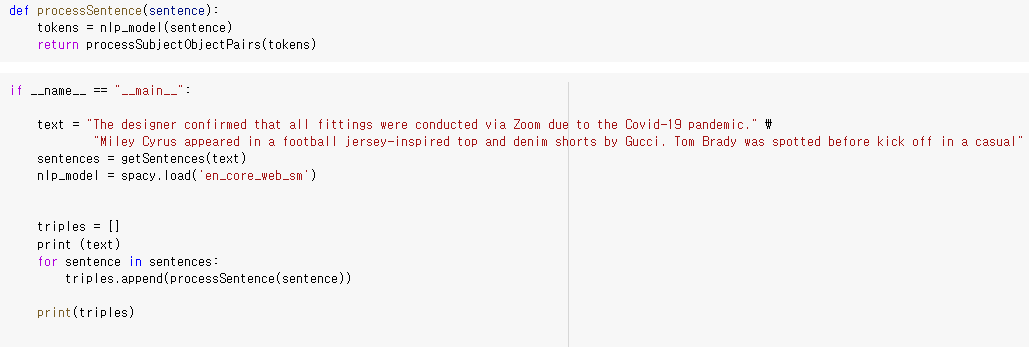 def processSentence(sentence):
    tokens = nlp_model(sentence)
    return processSubjectObjectPairs(tokens)
if __name__ == "__main__":
    text = "The designer confirmed that all fittings were conducted via Zoom due to the Covid-19 pandemic." ₩
            "Miley Cyrus appeared in a football jersey-inspired top and denim shorts by Gucci. Tom Brady was spotted before kick off in a casual"
    sentences = getSentences(text)
    nlp_model = spacy.load('en_core_web_sm')
    triples = []
    print (text)
    for sentence in sentences:
        triples.append(processSentence(sentence))
    print(triples)